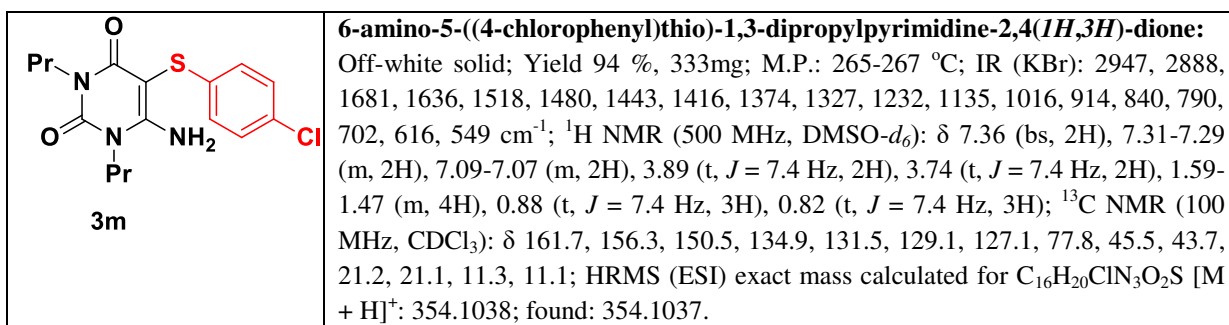 Pr
O
N
S
O
N
NH₂
Cl
Pr
3m
6-amino-5-((4-chlorophenyl)thio)-1,3-dipropylpyrimidine-2,4(1H,3H)-dione:
Off-white solid; Yield 94 %, 333mg; M.P.: 265-267 °C; IR (KBr): 2947, 2888,
1681, 1636, 1518, 1480, 1443, 1416, 1374, 1327, 1232, 1135, 1016, 914, 840, 790,
702, 616, 549 cm⁻¹; ¹H NMR (500 MHz, DMSO-d₆): δ 7.36 (bs, 2H), 7.31-7.29
(m, 2H), 7.09-7.07 (m, 2H), 3.89 (t, J = 7.4 Hz, 2H), 3.74 (t, J = 7.4 Hz, 2H), 1.59-
1.47 (m, 4H), 0.88 (t, J = 7.4 Hz, 3H), 0.82 (t, J = 7.4 Hz, 3H); ¹³C NMR (100
MHz, CDCl₃): δ 161.7, 156.3, 150.5, 134.9, 131.5, 129.1, 127.1, 77.8, 45.5, 43.7,
21.2, 21.1, 11.3, 11.1; HRMS (ESI) exact mass calculated for C₁₆H₂₀ClN₃O₂S [M
+ H]⁺: 354.1038; found: 354.1037.